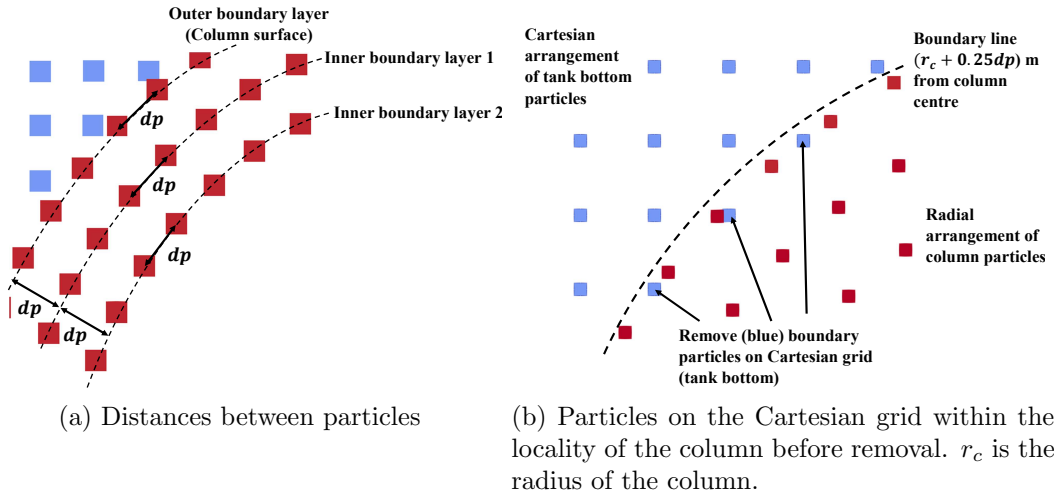 Outer boundary layer
(Column surface)
Inner boundary layer 1
Inner boundary layer 2
dp
dp
dp
dp
dp
(a) Distances between particles
Cartesian
arrangement
of tank bottom
particles
Boundary line
(r_c + 0.25dp) m
from column
centre
Radial
arrangement of
column particles
Remove (blue) boundary
particles on Cartesian grid
(tank bottom)
(b) Particles on the Cartesian grid within the
locality of the column before removal. r_c is the
radius of the column.